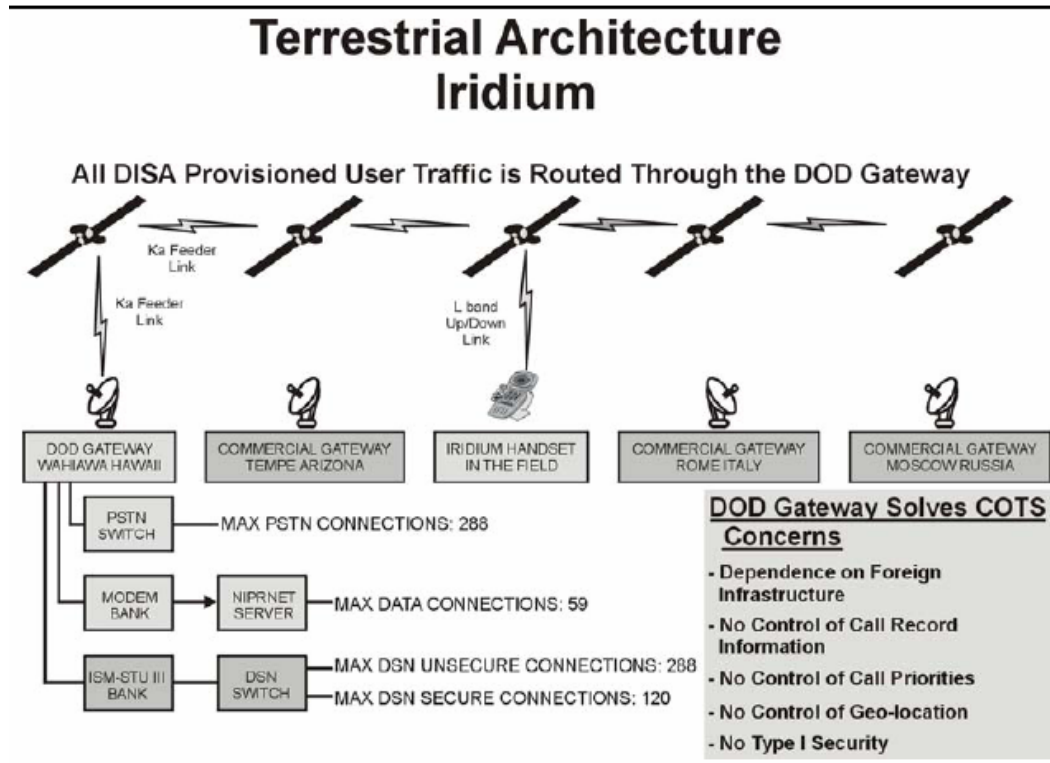 Terrestrial Architecture
Iridium
All DISA Provisioned User Traffic is Routed Through the DOD Gateway
Ka Feeder
Link
Ka Feeder
Link
L band
Up/Down
Link
DOD GATEWAY
WAHIAWA HAWAII
COMMERCIAL GATEWAY
TEMPE ARIZONA
IRIDIUM HANDSET
IN THE FIELD
COMMERCIAL GATEWAY
ROME ITALY
COMMERCIAL GATEWAY
MOSCOW RUSSIA
PSTN
SWITCH
MAX PSTN CONNECTIONS: 288
MODEM
BANK
NIPRNET
SERVER
MAX DATA CONNECTIONS: 59
ISM-STU III
BANK
DSN
SWITCH
MAX DSN UNSECURE CONNECTIONS: 288
MAX DSN SECURE CONNECTIONS: 120
DOD Gateway Solves COTS
Concerns
- Dependence on Foreign
Infrastructure
- No Control of Call Record
Information
- No Control of Call Priorities
- No Control of Geo-location
- No Type I Security